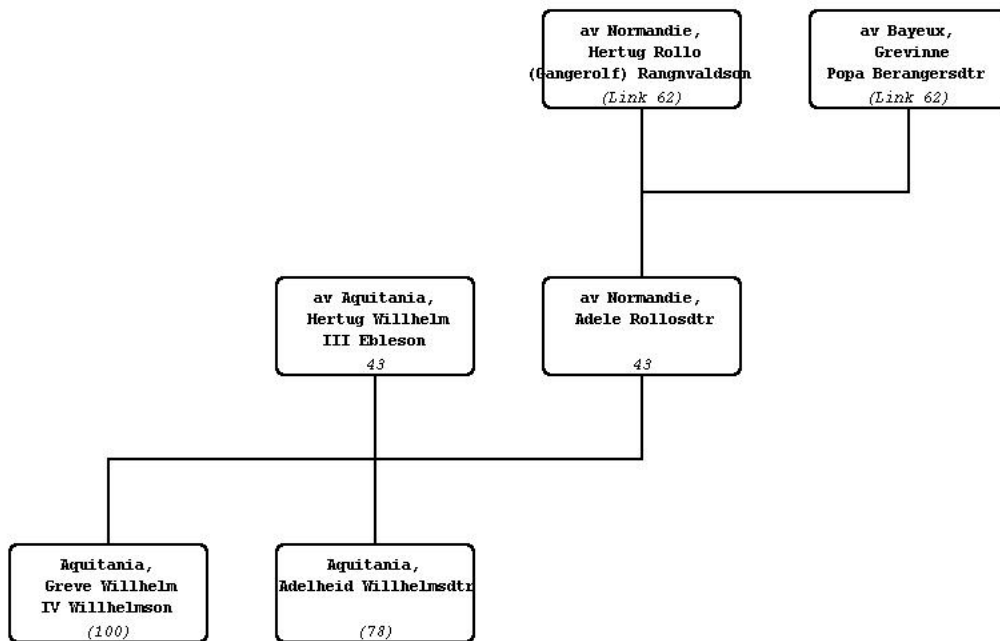 av Normandie,
Hertug Rollo
(Gangerolf) Rangnvaldson
(Link 62)
av Bayeux,
Grevinne
Popa Berangersdtr
(Link 62)
av Aquitania,
Hertug Willhelm
III Ebleson
43
av Normandie,
Adele Rollosdtr
43
Aquitania,
Greve Willhelm
IV Willhelmson
(100)
Aquitania,
Adelheid Willhelmsdtr
(78)